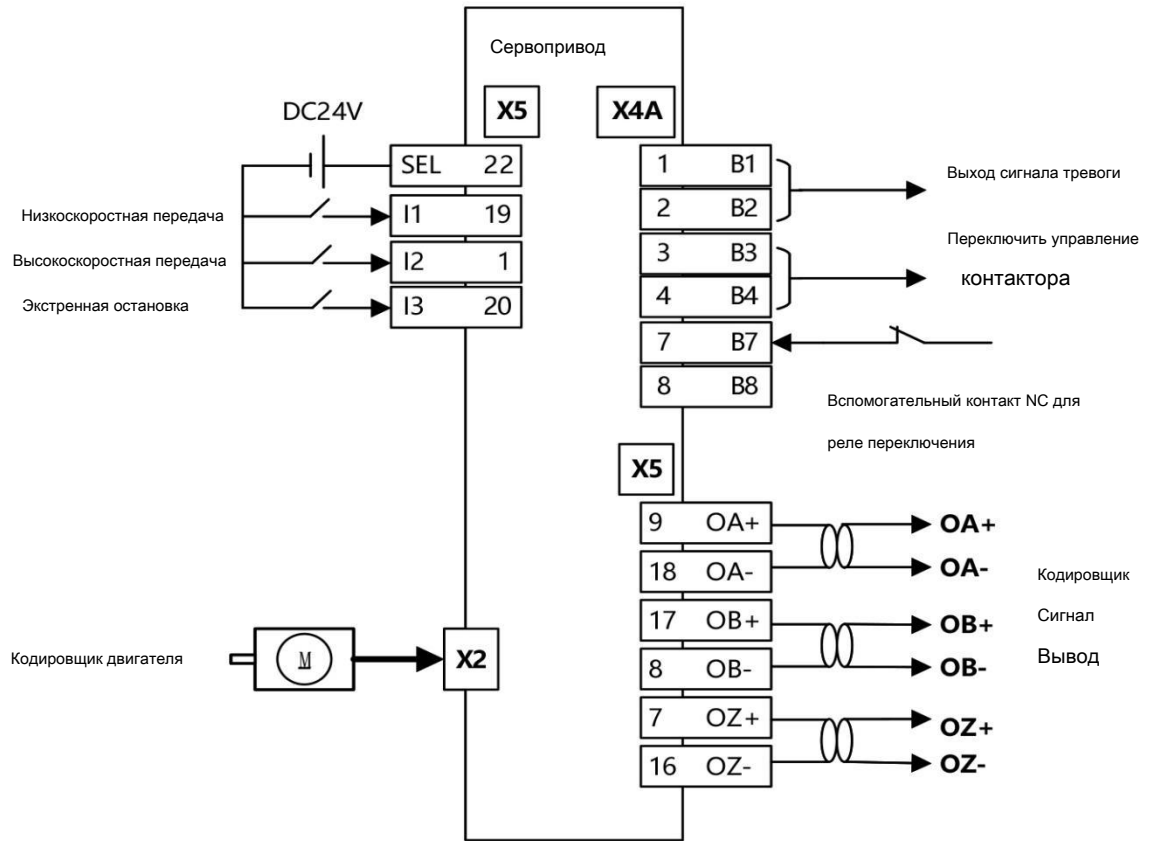 Сервопривод
X5
X4A
DC24V
SEL 22
I1 19
I2 1
I3 20
Низкоскоростная передача
Высокоскоростная передача
Экстренная остановка
1 B1
2 B2
3 B3
4 B4
7 B7
8 B8
Выход сигнала тревоги
Переключить управление
контактора
Вспомогательный контакт NC для
реле переключения
X5
9 OA+
18 OA-
17 OB+
8 OB-
7 OZ+
16 OZ-
OA+
OA-
OB+
OB-
OZ+
OZ-
Кодировщик
Сигнал
Вывод
Кодировщик двигателя
M
X2